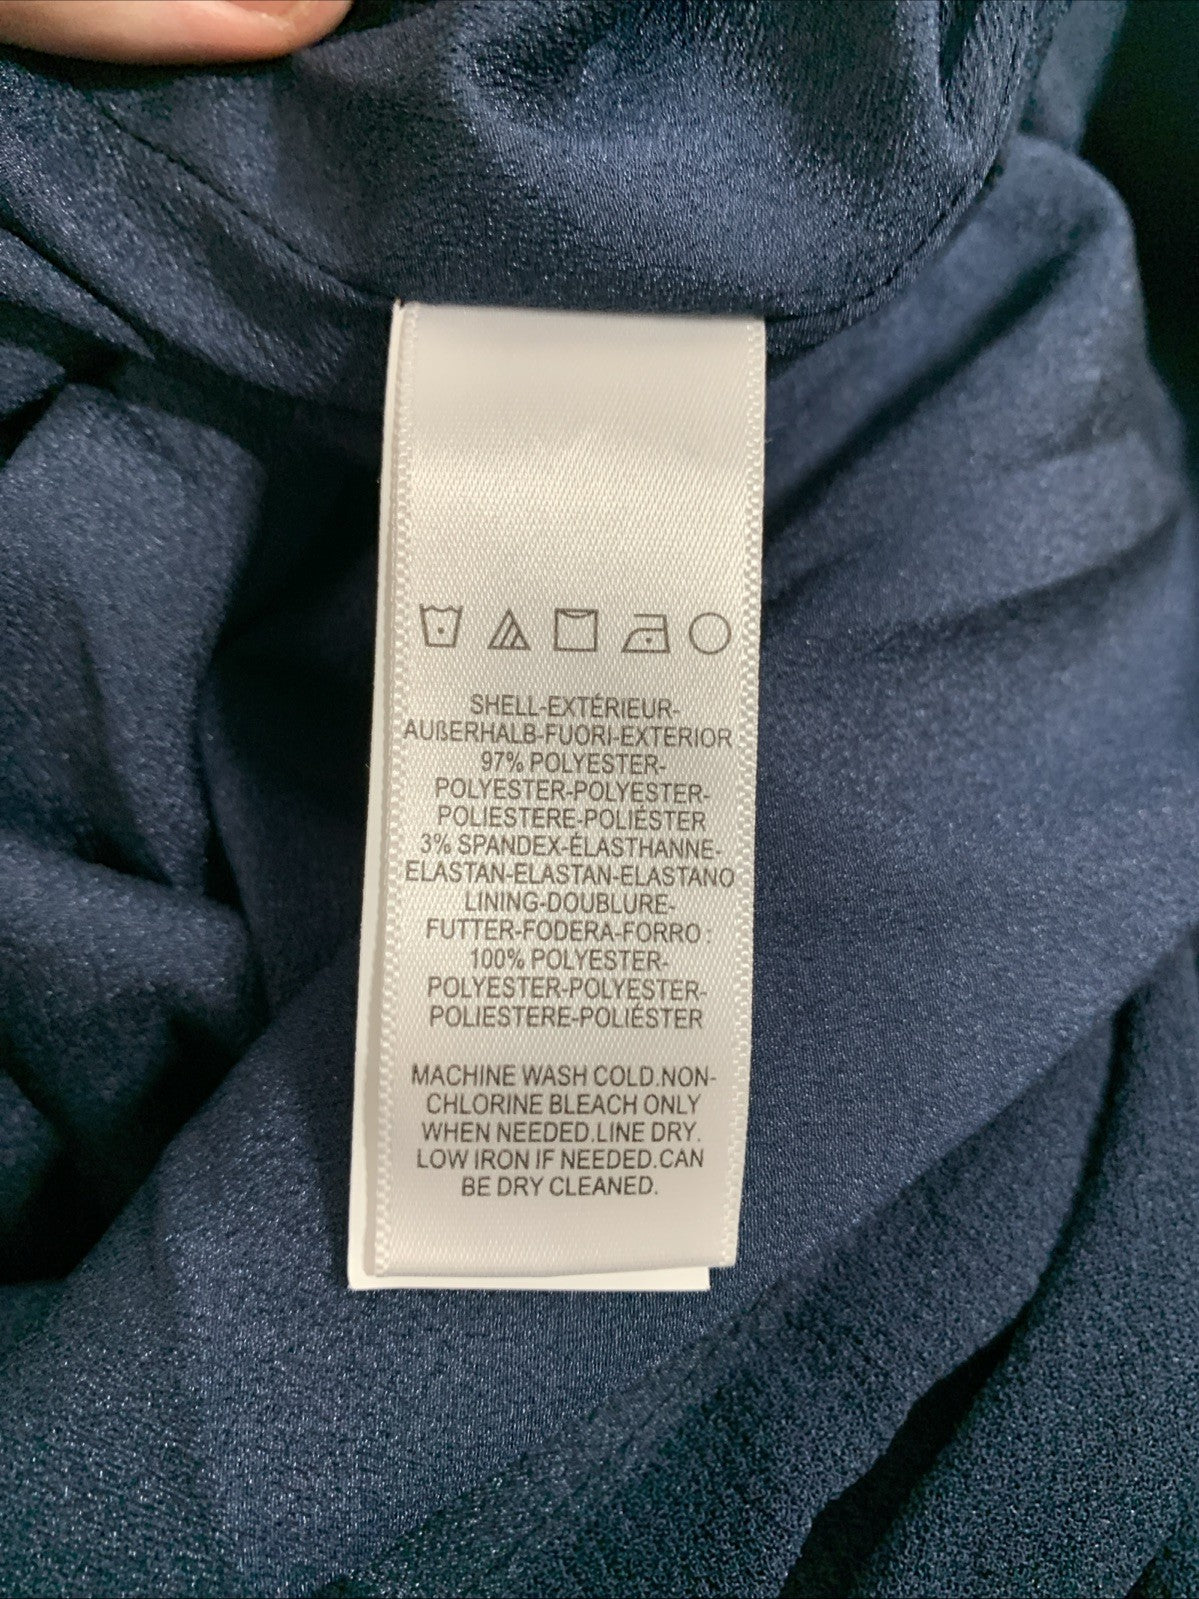 SHELL-EXTÉRIEUR-
AUßERHALB-FUORI-EXTERIOR
97% POLYESTER-
POLYESTER-POLYESTER-
POLIESTERE-POLIÉSTER
3% SPANDEX-ÉLASTHANNE-
ELASTAN-ELASTAN-ELASTANO
LINING-DOUBLURE-
FUTTER-FODERA-FORRO :
100% POLYESTER-
POLYESTER-POLYESTER-
POLIESTERE-POLIÉSTER
MACHINE WASH COLD.NON-
CHLORINE BLEACH ONLY
WHEN NEEDED.LINE DRY.
LOW IRON IF NEEDED.CAN
BE DRY CLEANED.